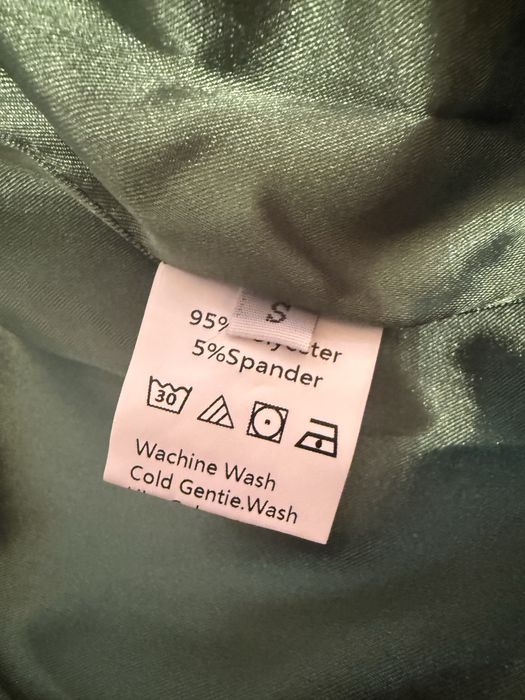 S
95%
5%Spander
30
Wachine Wash
Cold Gentie.Wash